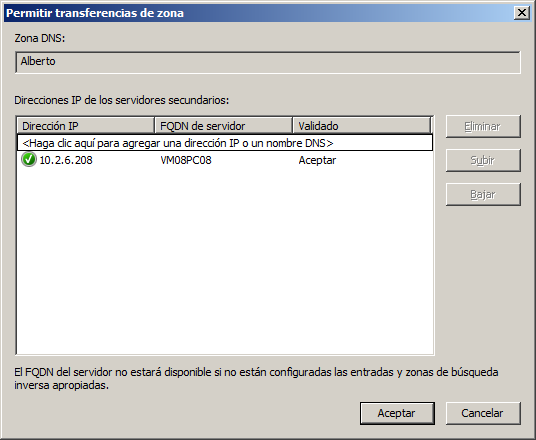 Permitir transferencias de zona
Zona DNS:
Alberto
Direcciones IP de los servidores secundarios:
Dirección IP FQDN de servidor Validado
<Haga clic aquí para agregar una dirección IP o un nombre DNS>
10.2.6.208 VM08PC08 Aceptar
Eliminar
Subir
Bajar
El FQDN del servidor no estará disponible si no están configuradas las entradas y zonas de búsqueda
inversa apropiadas.
Aceptar Cancelar